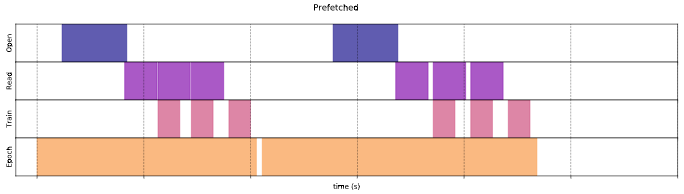 Prefetched
Open
Read
Train
Epoch
time (s)